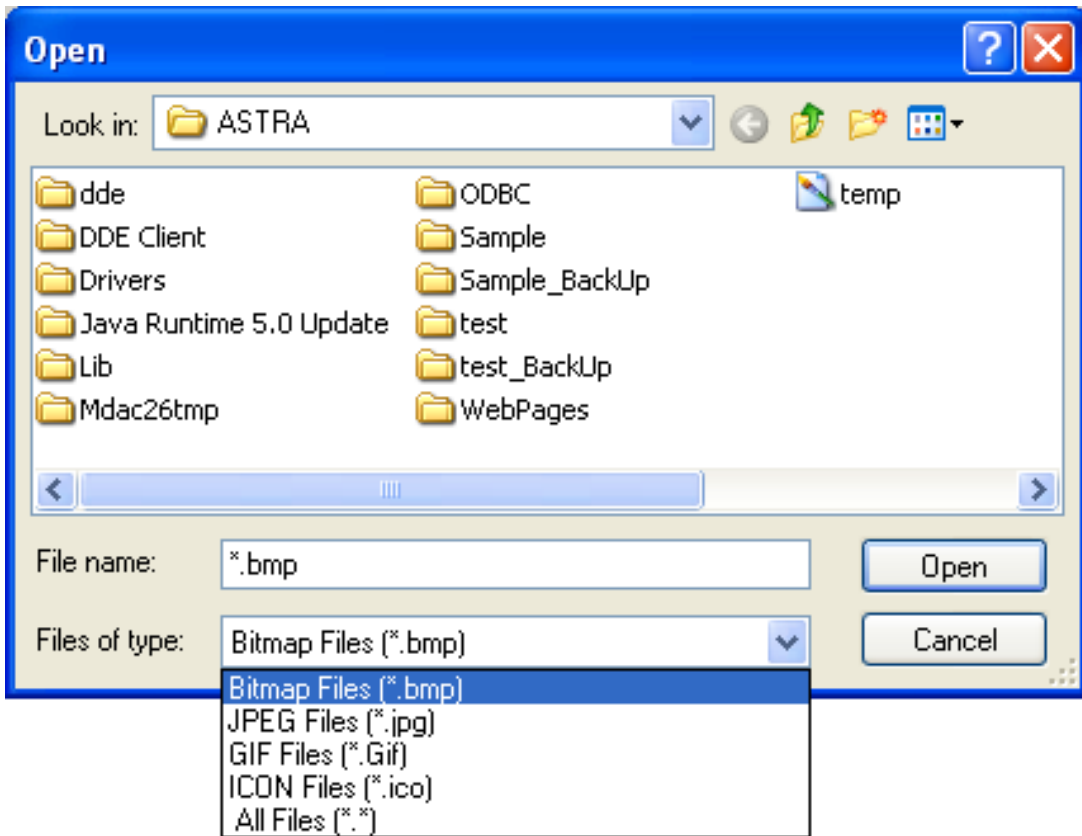 Open
Look in: ASTRA
dde
DDE Client
Drivers
Java Runtime 5.0 Update
Lib
Mdac26tmp
ODBC
Sample
Sample_BackUp
test
test_BackUp
WebPages
temp
File name: *.bmp Open
Files of type: Bitmap Files (*.bmp) Cancel
Bitmap Files (*.bmp)
JPEG Files (*.jpg)
GIF Files (*.Gif)
ICON Files (*.ico)
All Files (*.*)